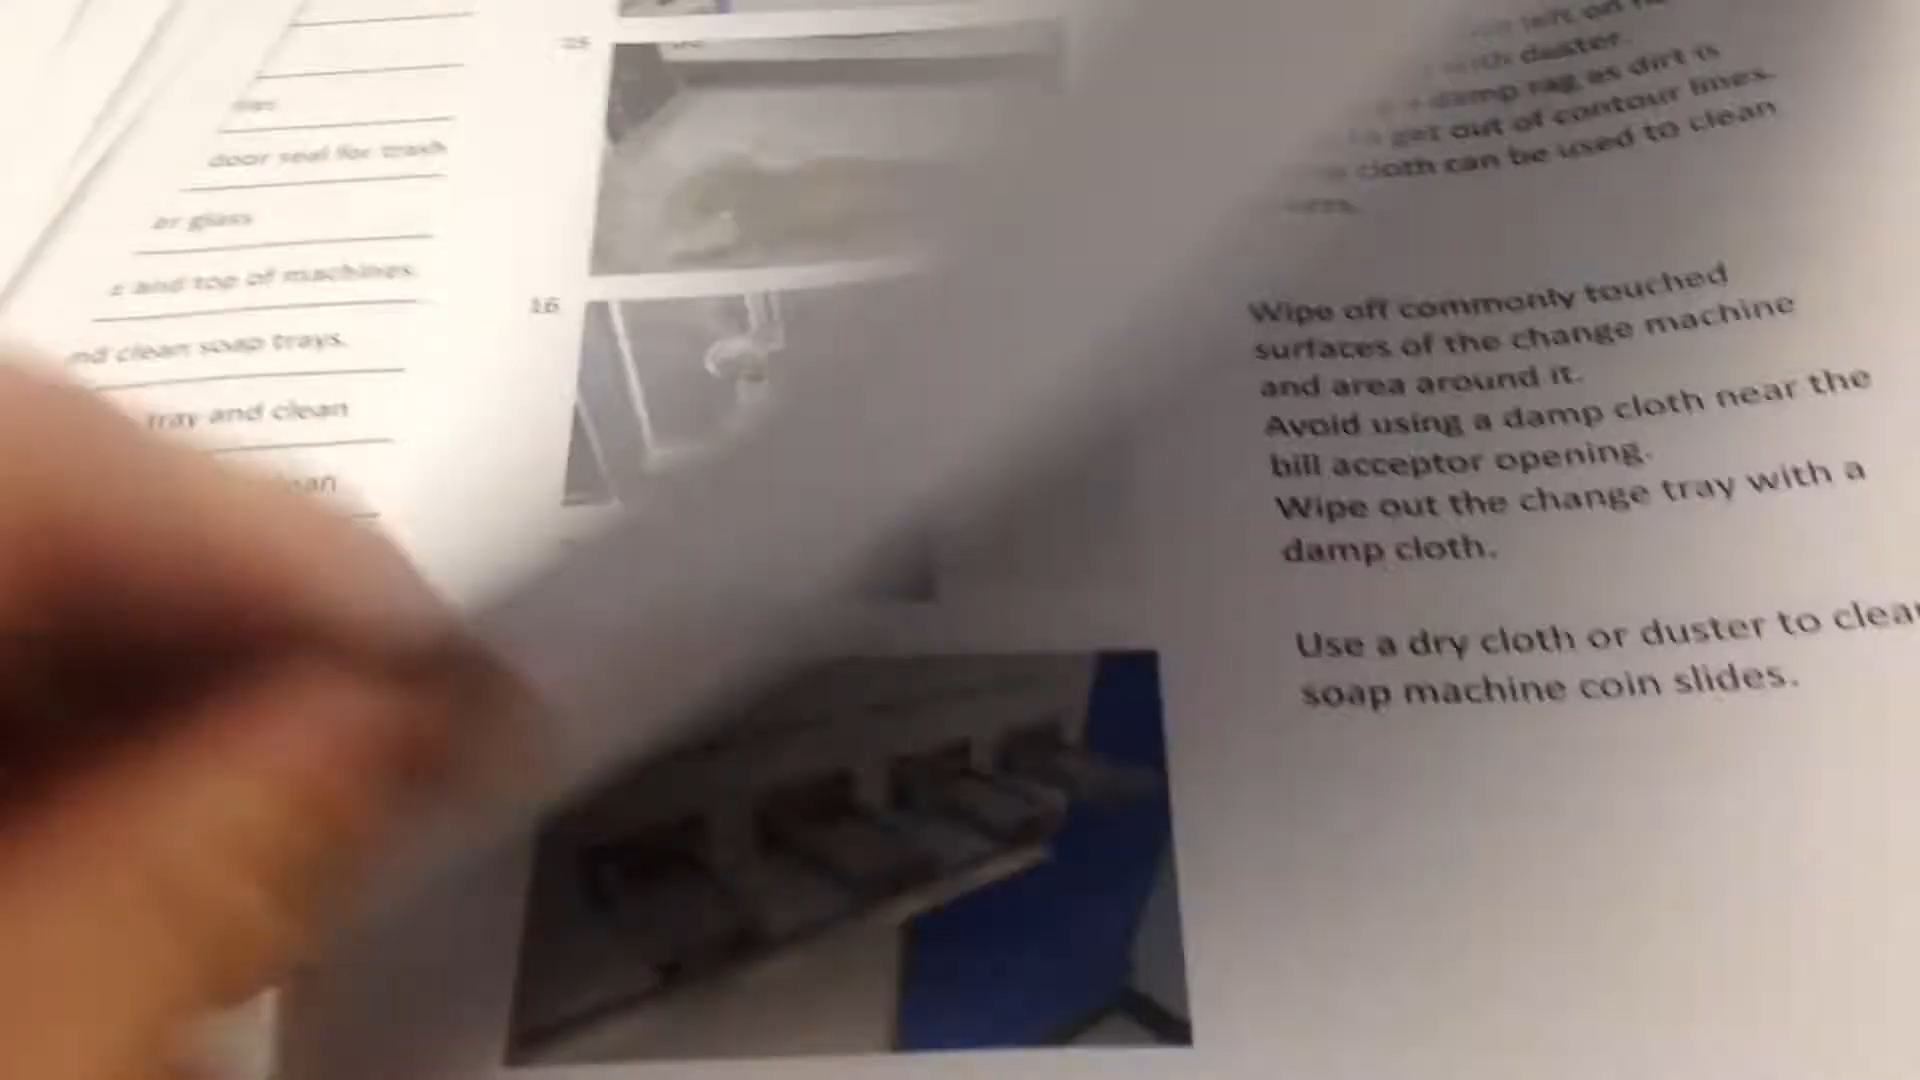 door seal for trash
er glass
and top of machines.
nd clean soap trays.
tray and clean
15
16
left on
with duster.
damp rag as dirt is
get out of contour lines.
cloth can be used to clean
Wipe off commonly touched
surfaces of the change machine
and area around it.
Avoid using a damp cloth near the
bill acceptor opening.
Wipe out the change tray with a
damp cloth.
Use a dry cloth or duster to clea
soap machine coin slides.